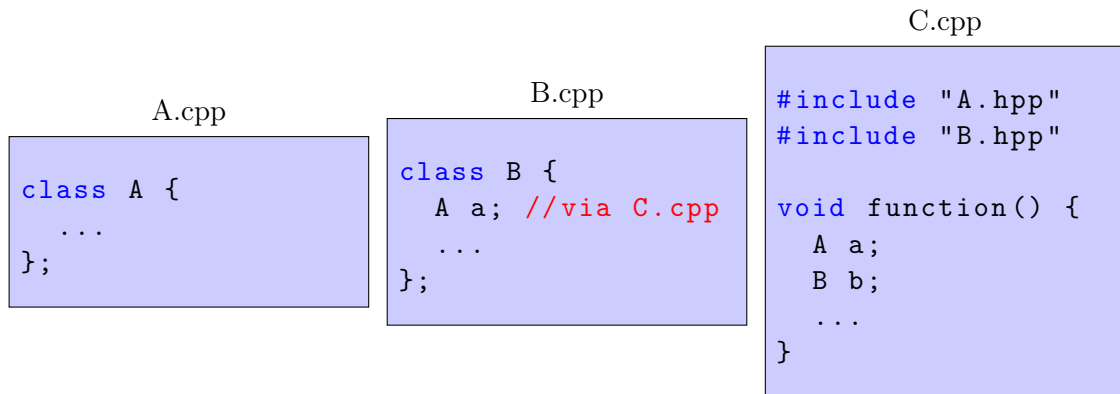 A.cpp
class A {
  ...
};
B.cpp
class B {
  A a; //via C.cpp
  ...
};
C.cpp
#include "A.hpp"
#include "B.hpp"
void function() {
  A a;
  B b;
  ...
}